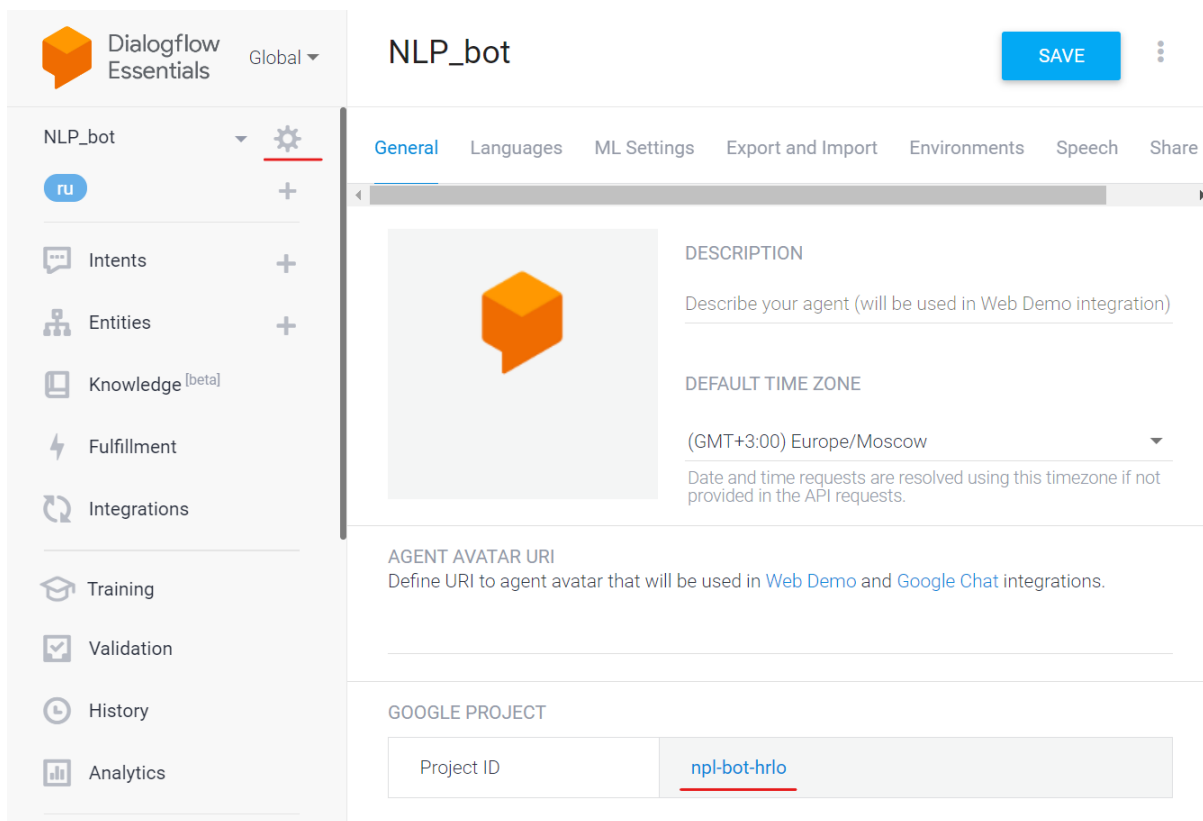 Dialogflow
Essentials
Global
NLP_bot
SAVE
NLP_bot
General Languages ML Settings Export and Import Environments Speech Share
ru
Intents
Entities
Knowledge [beta]
Fulfillment
Integrations
Training
Validation
History
Analytics
DESCRIPTION
Describe your agent (will be used in Web Demo integration)
DEFAULT TIME ZONE
(GMT+3:00) Europe/Moscow
Date and time requests are resolved using this timezone if not
provided in the API requests.
AGENT AVATAR URI
Define URI to agent avatar that will be used in Web Demo and Google Chat integrations.
GOOGLE PROJECT
Project ID npl-bot-hrlo